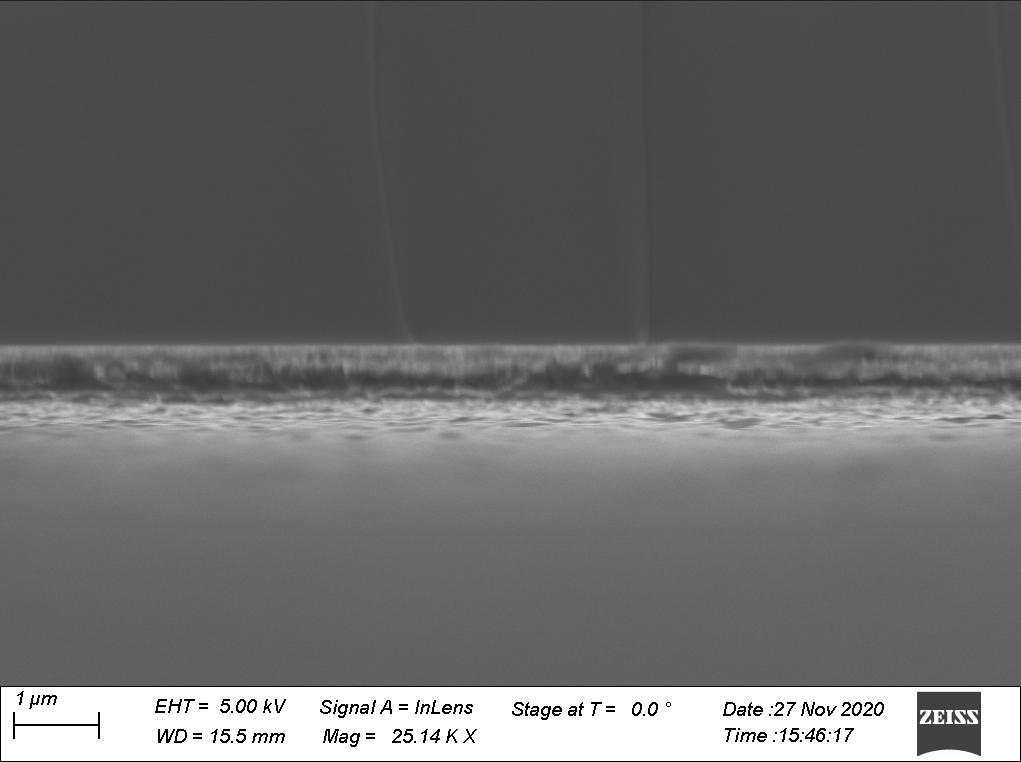 1 µm
EHT = 5.00 kV Signal A = InLens Stage at T = 0.0 ° Date :27 Nov 2020
WD = 15.5 mm Mag = 25.14 K X Time :15:46:17
ZEISS